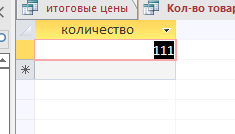 итоговые цены
Кол-во товар
количество
111